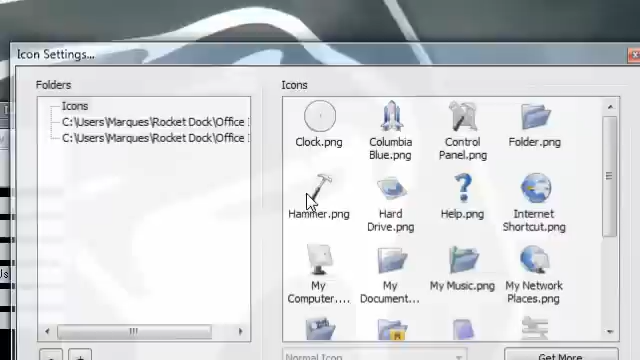 Icon Settings...
Folders
Icons
C:\Users\Marques\Rocket Dock\Office I
C:\Users\Marques\Rocket Dock\Office I
Icons
Clock.png
Columbia
Blue.png
Control
Panel.png
Folder.png
Hammer.png
Hard
Drive.png
Help.png
Internet
Shortcut.png
My
Computer....
My
Document...
My Music.png
My Network
Places.png
Normal Icon
Get More